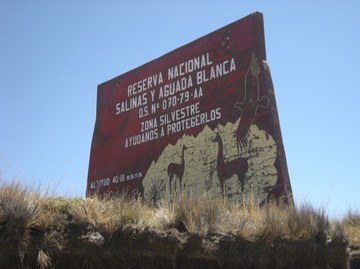 RESERVA NACIONAL
SALINAS Y AGUADA BLANCA
D.S. Nº 070-79-AA
ZONA SILVESTRE
AYUDANOS A PROTEGERLOS
ALTITUD 4018 m.s.n.m.